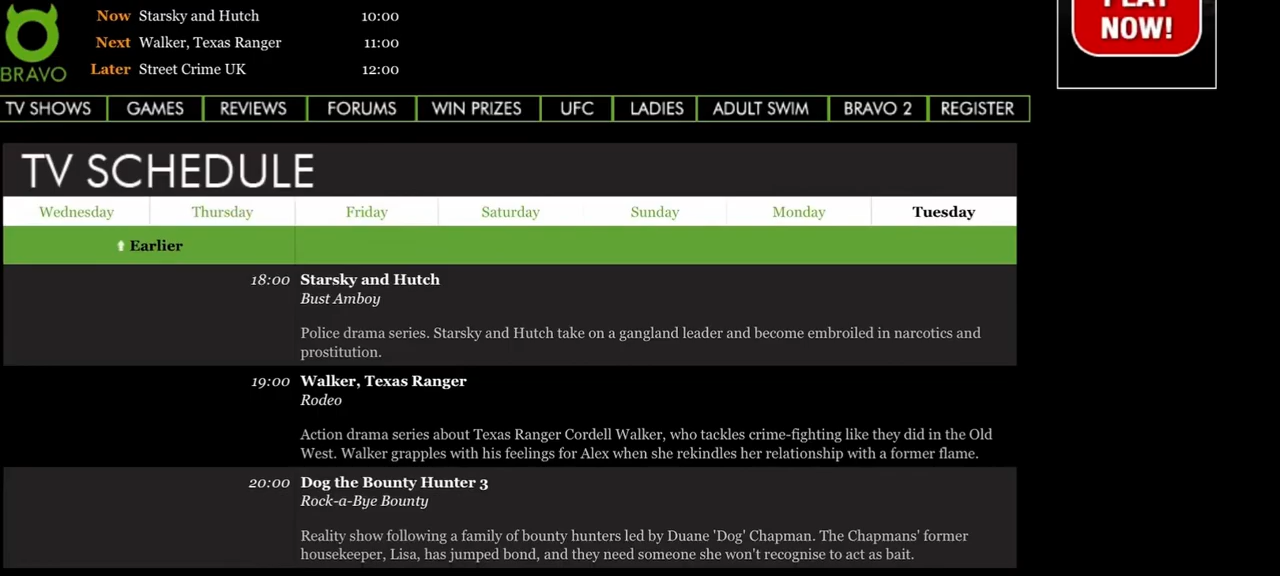 Now Starsky and Hutch 10:00
Next Walker, Texas Ranger 11:00
Later Street Crime UK 12:00
BRAVO
NOW!
TV SHOWS GAMES REVIEWS FORUMS WIN PRIZES UFC LADIES ADULT SWIM BRAVO 2 REGISTER
TV SCHEDULE
Wednesday Thursday Friday Saturday Sunday Monday Tuesday
Earlier
18:00 Starsky and Hutch
Bust Amboy
Police drama series. Starsky and Hutch take on a gangland leader and become embroiled in narcotics and
prostitution.
19:00 Walker, Texas Ranger
Rodeo
Action drama series about Texas Ranger Cordell Walker, who tackles crime-fighting like they did in the Old
West. Walker grapples with his feelings for Alex when she rekindles her relationship with a former flame.
20:00 Dog the Bounty Hunter 3
Rock-a-Bye Bounty
Reality show following a family of bounty hunters led by Duane 'Dog' Chapman. The Chapmans' former
housekeeper, Lisa, has jumped bond, and they need someone she won't recognise to act as bait.